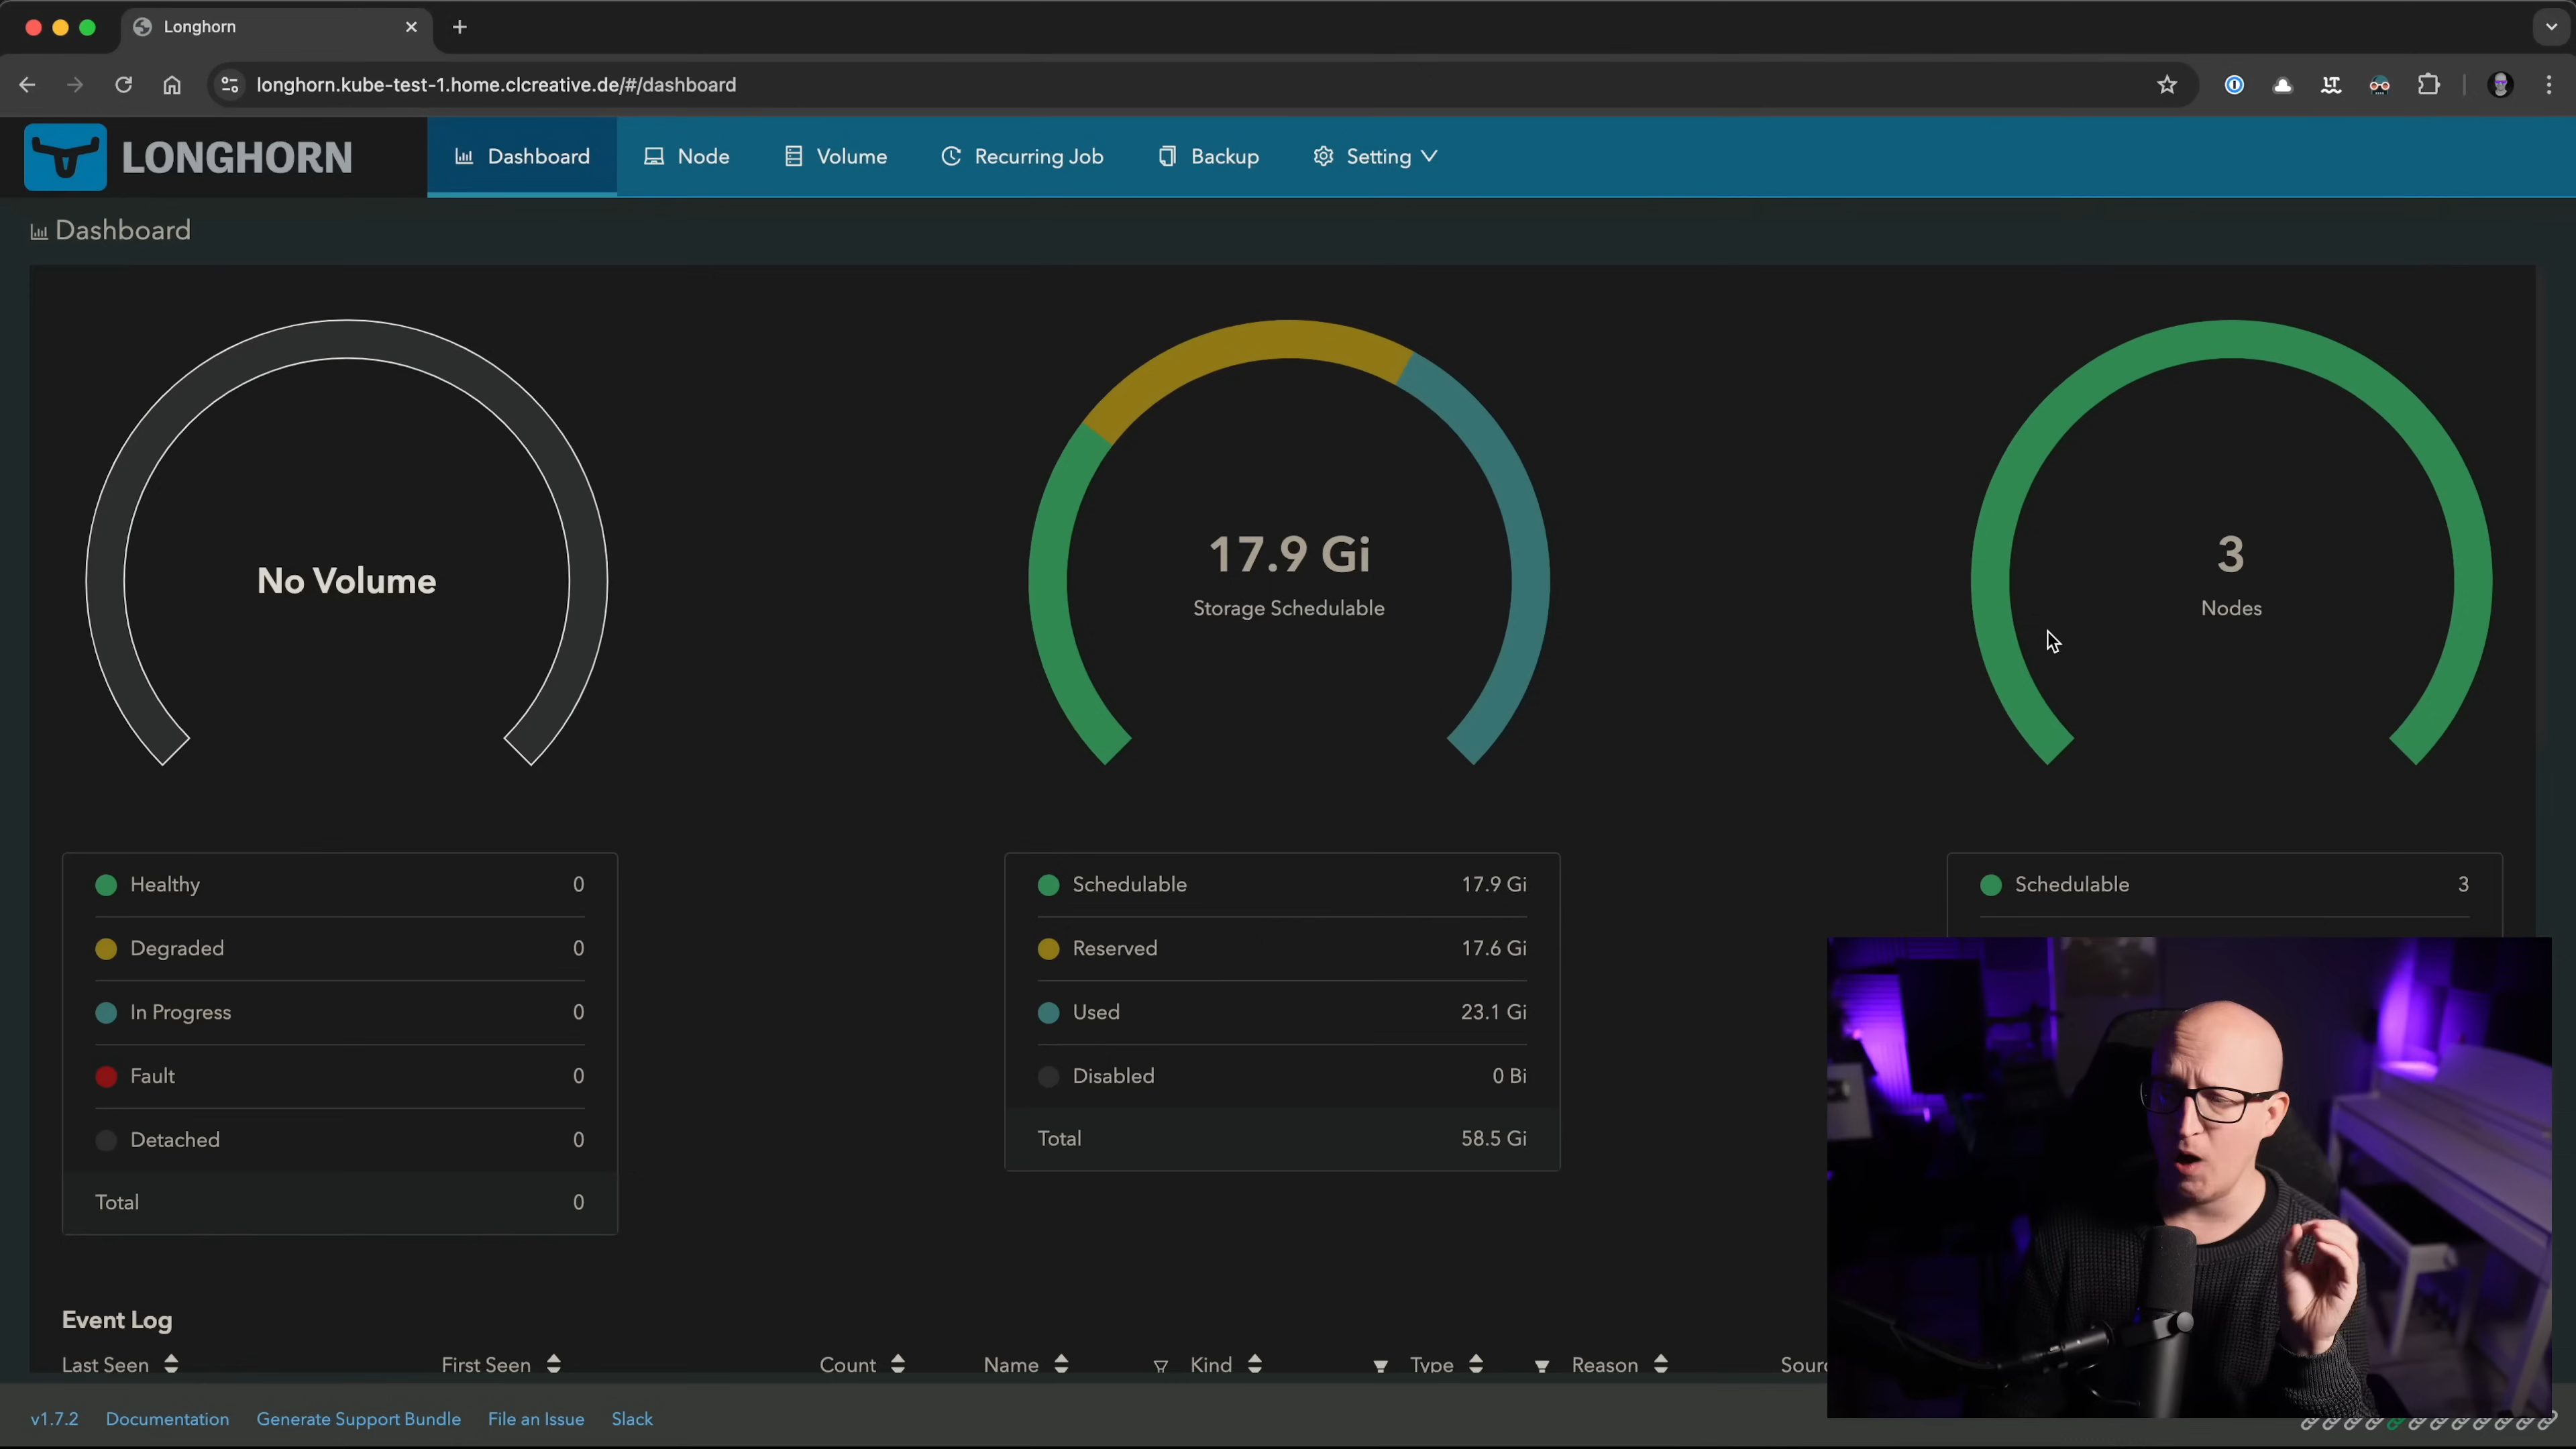 Longhorn
longhorn.kube-test-1.home.clcreative.de/#/dashboard
LONGHORN
Dashboard
Node
Volume
Recurring Job
Backup
Setting
Dashboard
No Volume
Healthy 0
Degraded 0
In Progress 0
Fault 0
Detached 0
Total 0
17.9 Gi
Storage Schedulable
Schedulable 17.9 Gi
Reserved 17.6 Gi
Used 23.1 Gi
Disabled 0 Bi
Total 58.5 Gi
3
Nodes
Schedulable 3
Event Log
Last Seen First Seen Count Name Kind Type Reason
v1.7.2 Documentation Generate Support Bundle File an Issue Slack